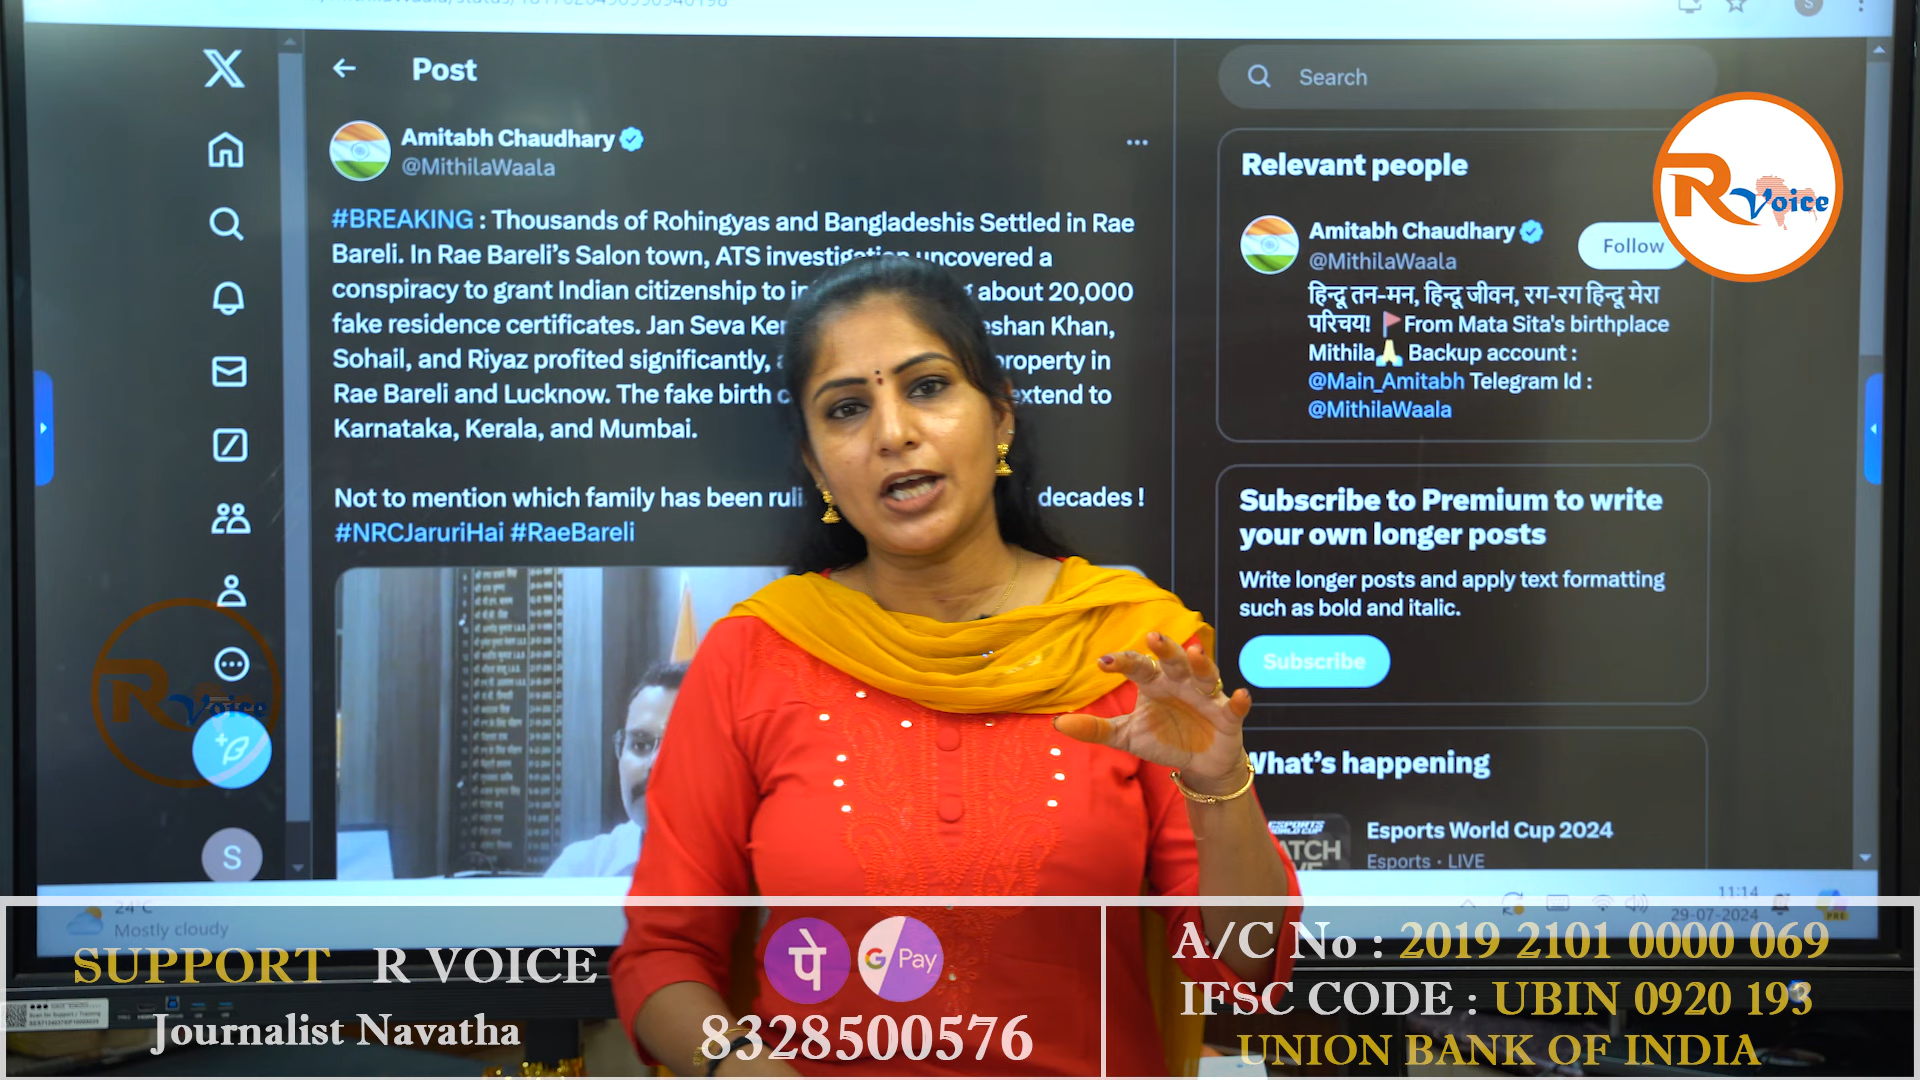 Post
Search
Amitabh Chaudhary
@MithilaWaala
#BREAKING : Thousands of Rohingyas and Bangladeshis Settled in Rae
Bareli. In Rae Bareli's Salon town, ATS investigation uncovered a
conspiracy to grant Indian citizenship to about 20,000
fake residence certificates. Jan Seva Khan,
Sohail, and Riyaz profited significantly, property in
Rae Bareli and Lucknow. The fake birth extend to
Karnataka, Kerala, and Mumbai.
Not to mention which family has been decades !
#NRCJaruriHai #RaeBareli
Relevant people
Amitabh Chaudhary
@MithilaWaala
Follow
हिन्दू तन-मन, हिन्दू जीवन, रग-रग हिन्दू मेरा
परिचय! 🚩From Mata Sita's birthplace
Mithila🙏 Backup account :
@Main_Amitabh Telegram Id :
@MithilaWaala
Subscribe to Premium to write
your own longer posts
Write longer posts and apply text formatting
such as bold and italic.
Subscribe
What's happening
Esports World Cup 2024
Esports · LIVE
R Voice
R Voice
S
24°C
Mostly cloudy
11:14
29-07-2024
SUPPORT R VOICE
Journalist Navatha
पे
G Pay
8328500576
A/C No : 2019 2101 0000 069
IFSC CODE : UBIN 0920 193
UNION BANK OF INDIA